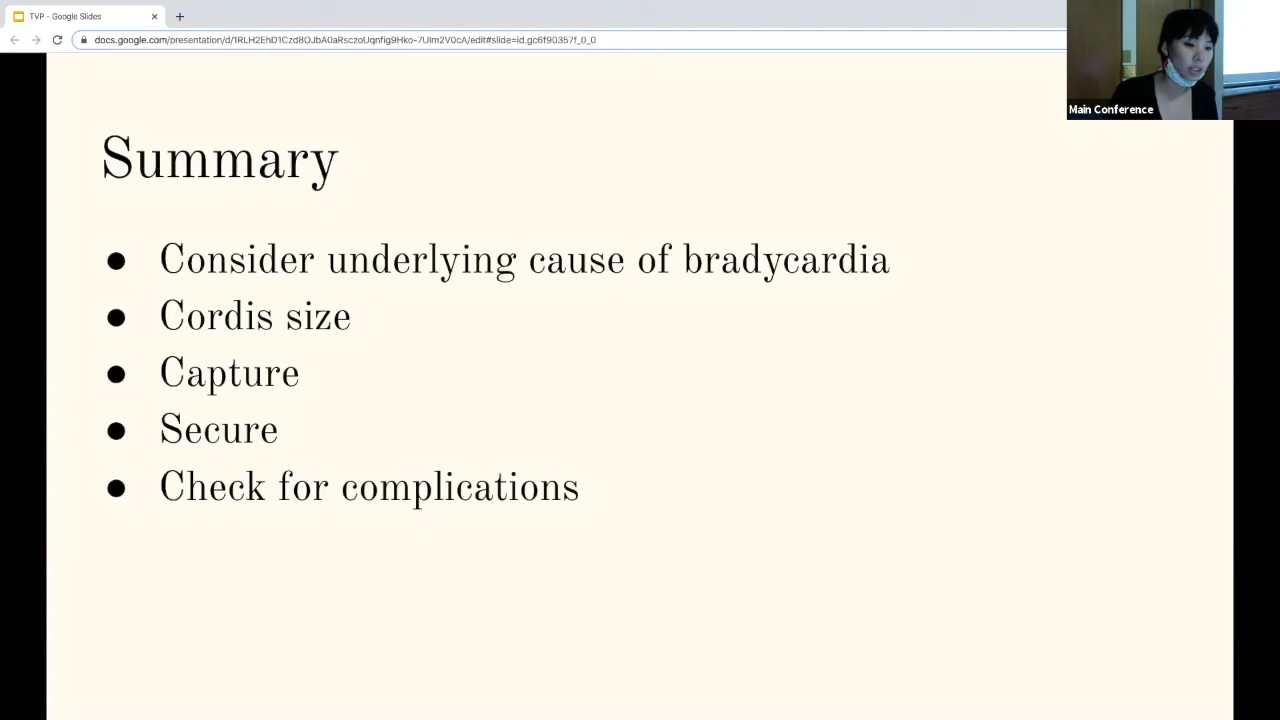 TVP - Google Slides
docs.google.com/presentation/d/1RLH2EhD1Czd8OJbA0aRsczoUqnfig9Hko-7UIm2V0cA/edit#slide=id.gc6f90357f_0_0
Main Conference
Summary
● Consider underlying cause of bradycardia
● Cordis size
● Capture
● Secure
● Check for complications